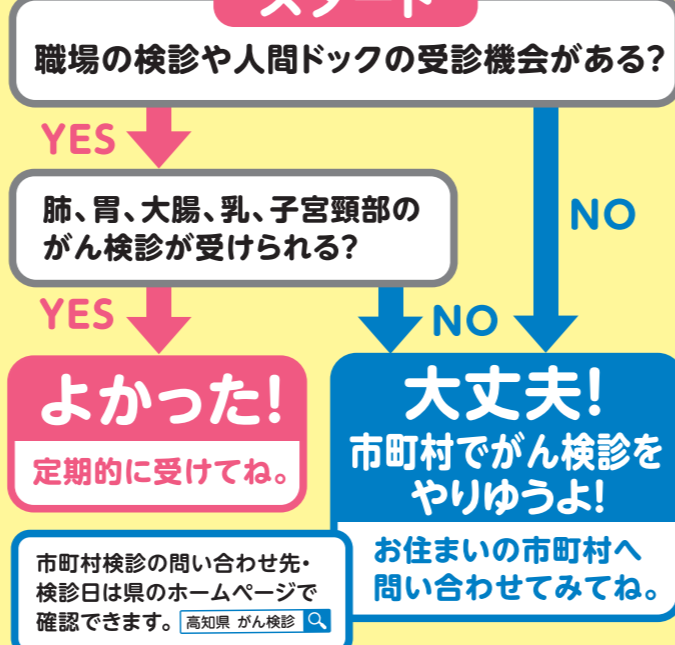 スタート
職場の検診や人間ドックの受診機会がある?
YES
NO
肺、胃、大腸、乳、子宮頸部の
がん検診が受けられる?
YES
NO
よかった!
定期的に受けてね。
大丈夫!
市町村でがん検診を
やりゆうよ!
お住まいの市町村へ
問い合わせてみてね。
市町村検診の問い合わせ先・
検診日は県のホームページで
確認できます。 高知県 がん検診